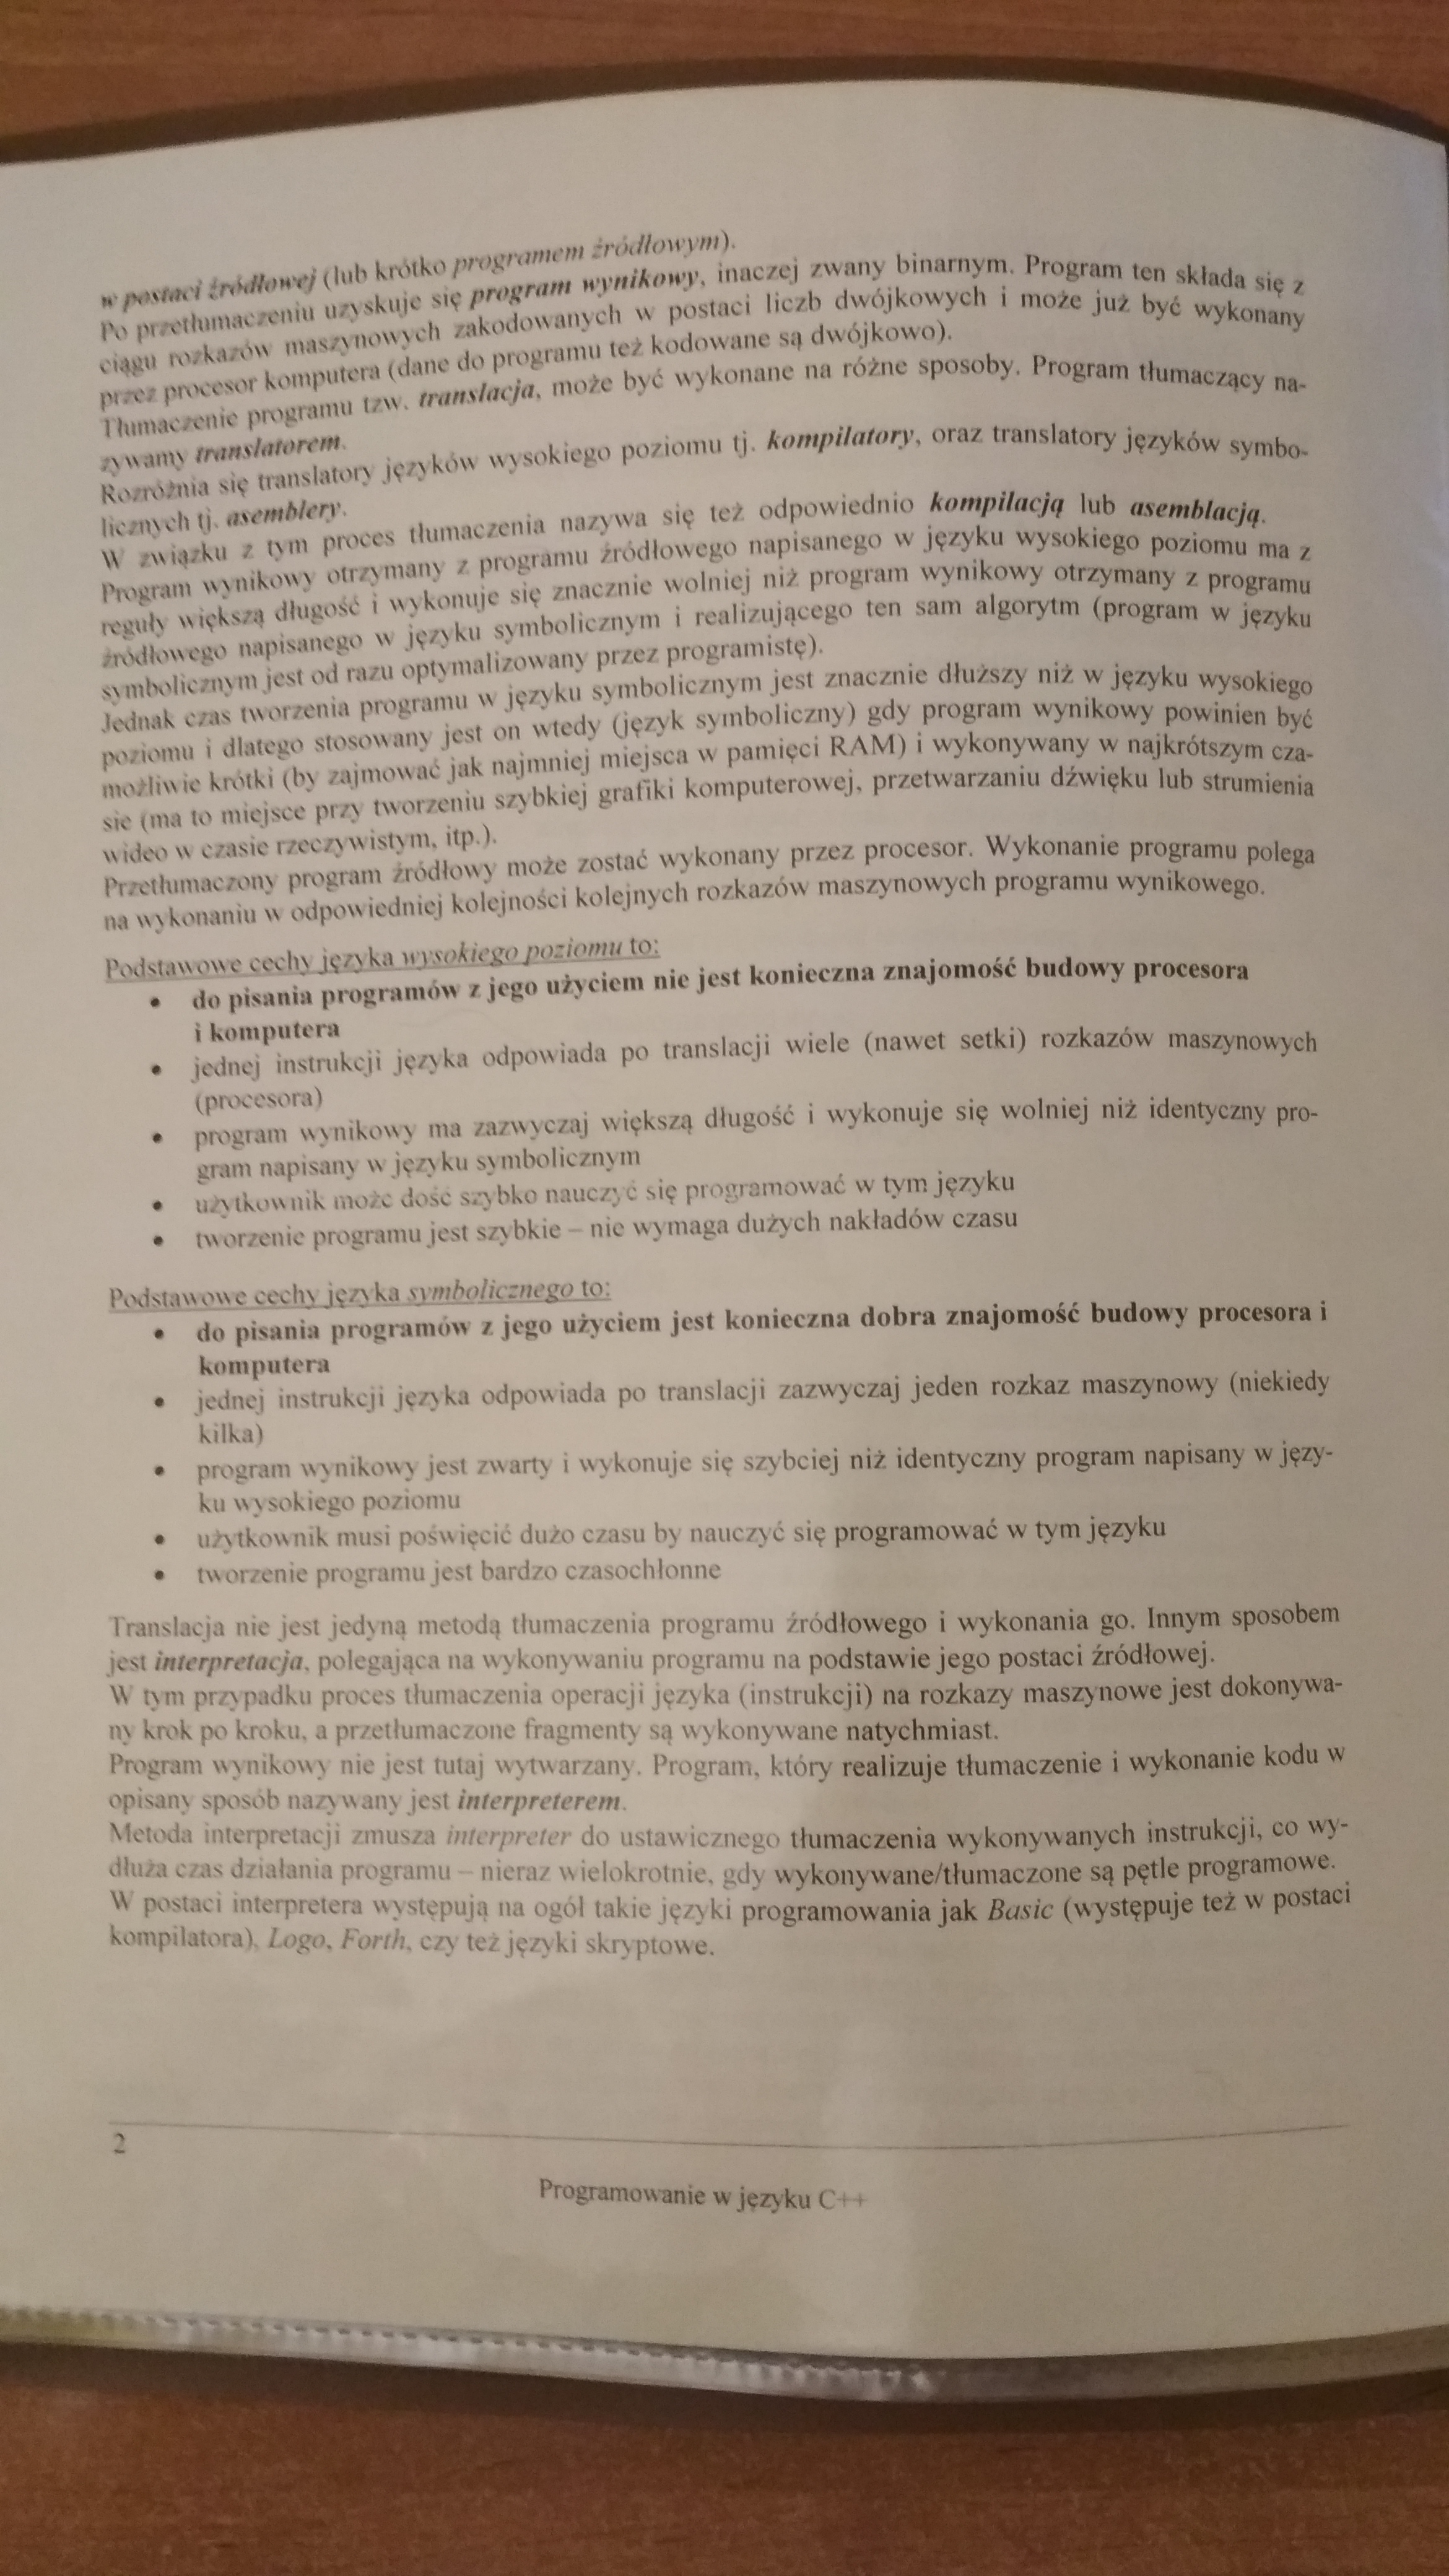 w postaci źródłowej (lub krótko programem źródłowym).
Po przetłumaczeniu uzyskuje się program wynikowy, inaczej zwany binarnym. Program ten składa się z
ciągu rozkazów maszynowych zakodowanych w postaci liczb dwójkowych i może już być wykonany
przez procesor komputera (dane do programu też kodowane są dwójkowo).
Tłumaczenie programu tzw. translacja, może być wykonane na różne sposoby. Program tłumaczący na-
zywamy translatorem.
Rozróżnia się translatory języków wysokiego poziomu tj. kompilatory, oraz translatory języków symbo-
licznych tj. asemblery.
W związku z tym proces tłumaczenia nazywa się też odpowiednio kompilacją lub asemblacją.
Program wynikowy otrzymany z programu źródłowego napisanego w języku wysokiego poziomu ma z
reguły większą długość i wykonuje się znacznie wolniej niż program wynikowy otrzymany z programu
źródłowego napisanego w języku symbolicznym i realizującego ten sam algorytm (program w języku
symbolicznym jest od razu optymalizowany przez programistę).
Jednak czas tworzenia programu w języku symbolicznym jest znacznie dłuższy niż w języku wysokiego
poziomu i dlatego stosowany jest on wtedy (język symboliczny) gdy program wynikowy powinien być
możliwie krótki (by zajmować jak najmniej miejsca w pamięci RAM) i wykonywany w najkrótszym cza-
sie (ma to miejsce przy tworzeniu szybkiej grafiki komputerowej, przetwarzaniu dźwięku lub strumienia
wideo w czasie rzeczywistym, itp.).
Przetłumaczony program źródłowy może zostać wykonany przez procesor. Wykonanie programu polega
na wykonaniu w odpowiedniej kolejności kolejnych rozkazów maszynowych programu wynikowego.
Podstawowe cechy języka wysokiego poziomu to:
• do pisania programów z jego użyciem nie jest konieczna znajomość budowy procesora
i komputera
• jednej instrukcji języka odpowiada po translacji wiele (nawet setki) rozkazów maszynowych
(procesora)
• program wynikowy ma zazwyczaj większą długość i wykonuje się wolniej niż identyczny pro-
gram napisany w języku symbolicznym
• użytkownik może dość szybko nauczyć się programować w tym języku
• tworzenie programu jest szybkie – nie wymaga dużych nakładów czasu
Podstawowe cechy języka symbolicznego to:
• do pisania programów z jego użyciem jest konieczna dobra znajomość budowy procesora i
komputera
• jednej instrukcji języka odpowiada po translacji zazwyczaj jeden rozkaz maszynowy (niekiedy
kilka)
• program wynikowy jest zwarty i wykonuje się szybciej niż identyczny program napisany w języ-
ku wysokiego poziomu
• użytkownik musi poświęcić dużo czasu by nauczyć się programować w tym języku
• tworzenie programu jest bardzo czasochłonne
Translacja nie jest jedyną metodą tłumaczenia programu źródłowego i wykonania go. Innym sposobem
jest interpretacja, polegająca na wykonywaniu programu na podstawie jego postaci źródłowej.
W tym przypadku proces tłumaczenia operacji języka (instrukcji) na rozkazy maszynowe jest dokonywa-
ny krok po kroku, a przetłumaczone fragmenty są wykonywane natychmiast.
Program wynikowy nie jest tutaj wytwarzany. Program, który realizuje tłumaczenie i wykonanie kodu w
opisany sposób nazywany jest interpreterem.
Metoda interpretacji zmusza interpreter do ustawicznego tłumaczenia wykonywanych instrukcji, co wy-
dłuża czas działania programu – nieraz wielokrotnie, gdy wykonywane/tłumaczone są pętle programowe.
W postaci interpretera występują na ogół takie języki programowania jak Basic (występuje też w postaci
kompilatora), Logo, Forth, czy też języki skryptowe.
2
Programowanie w języku C++